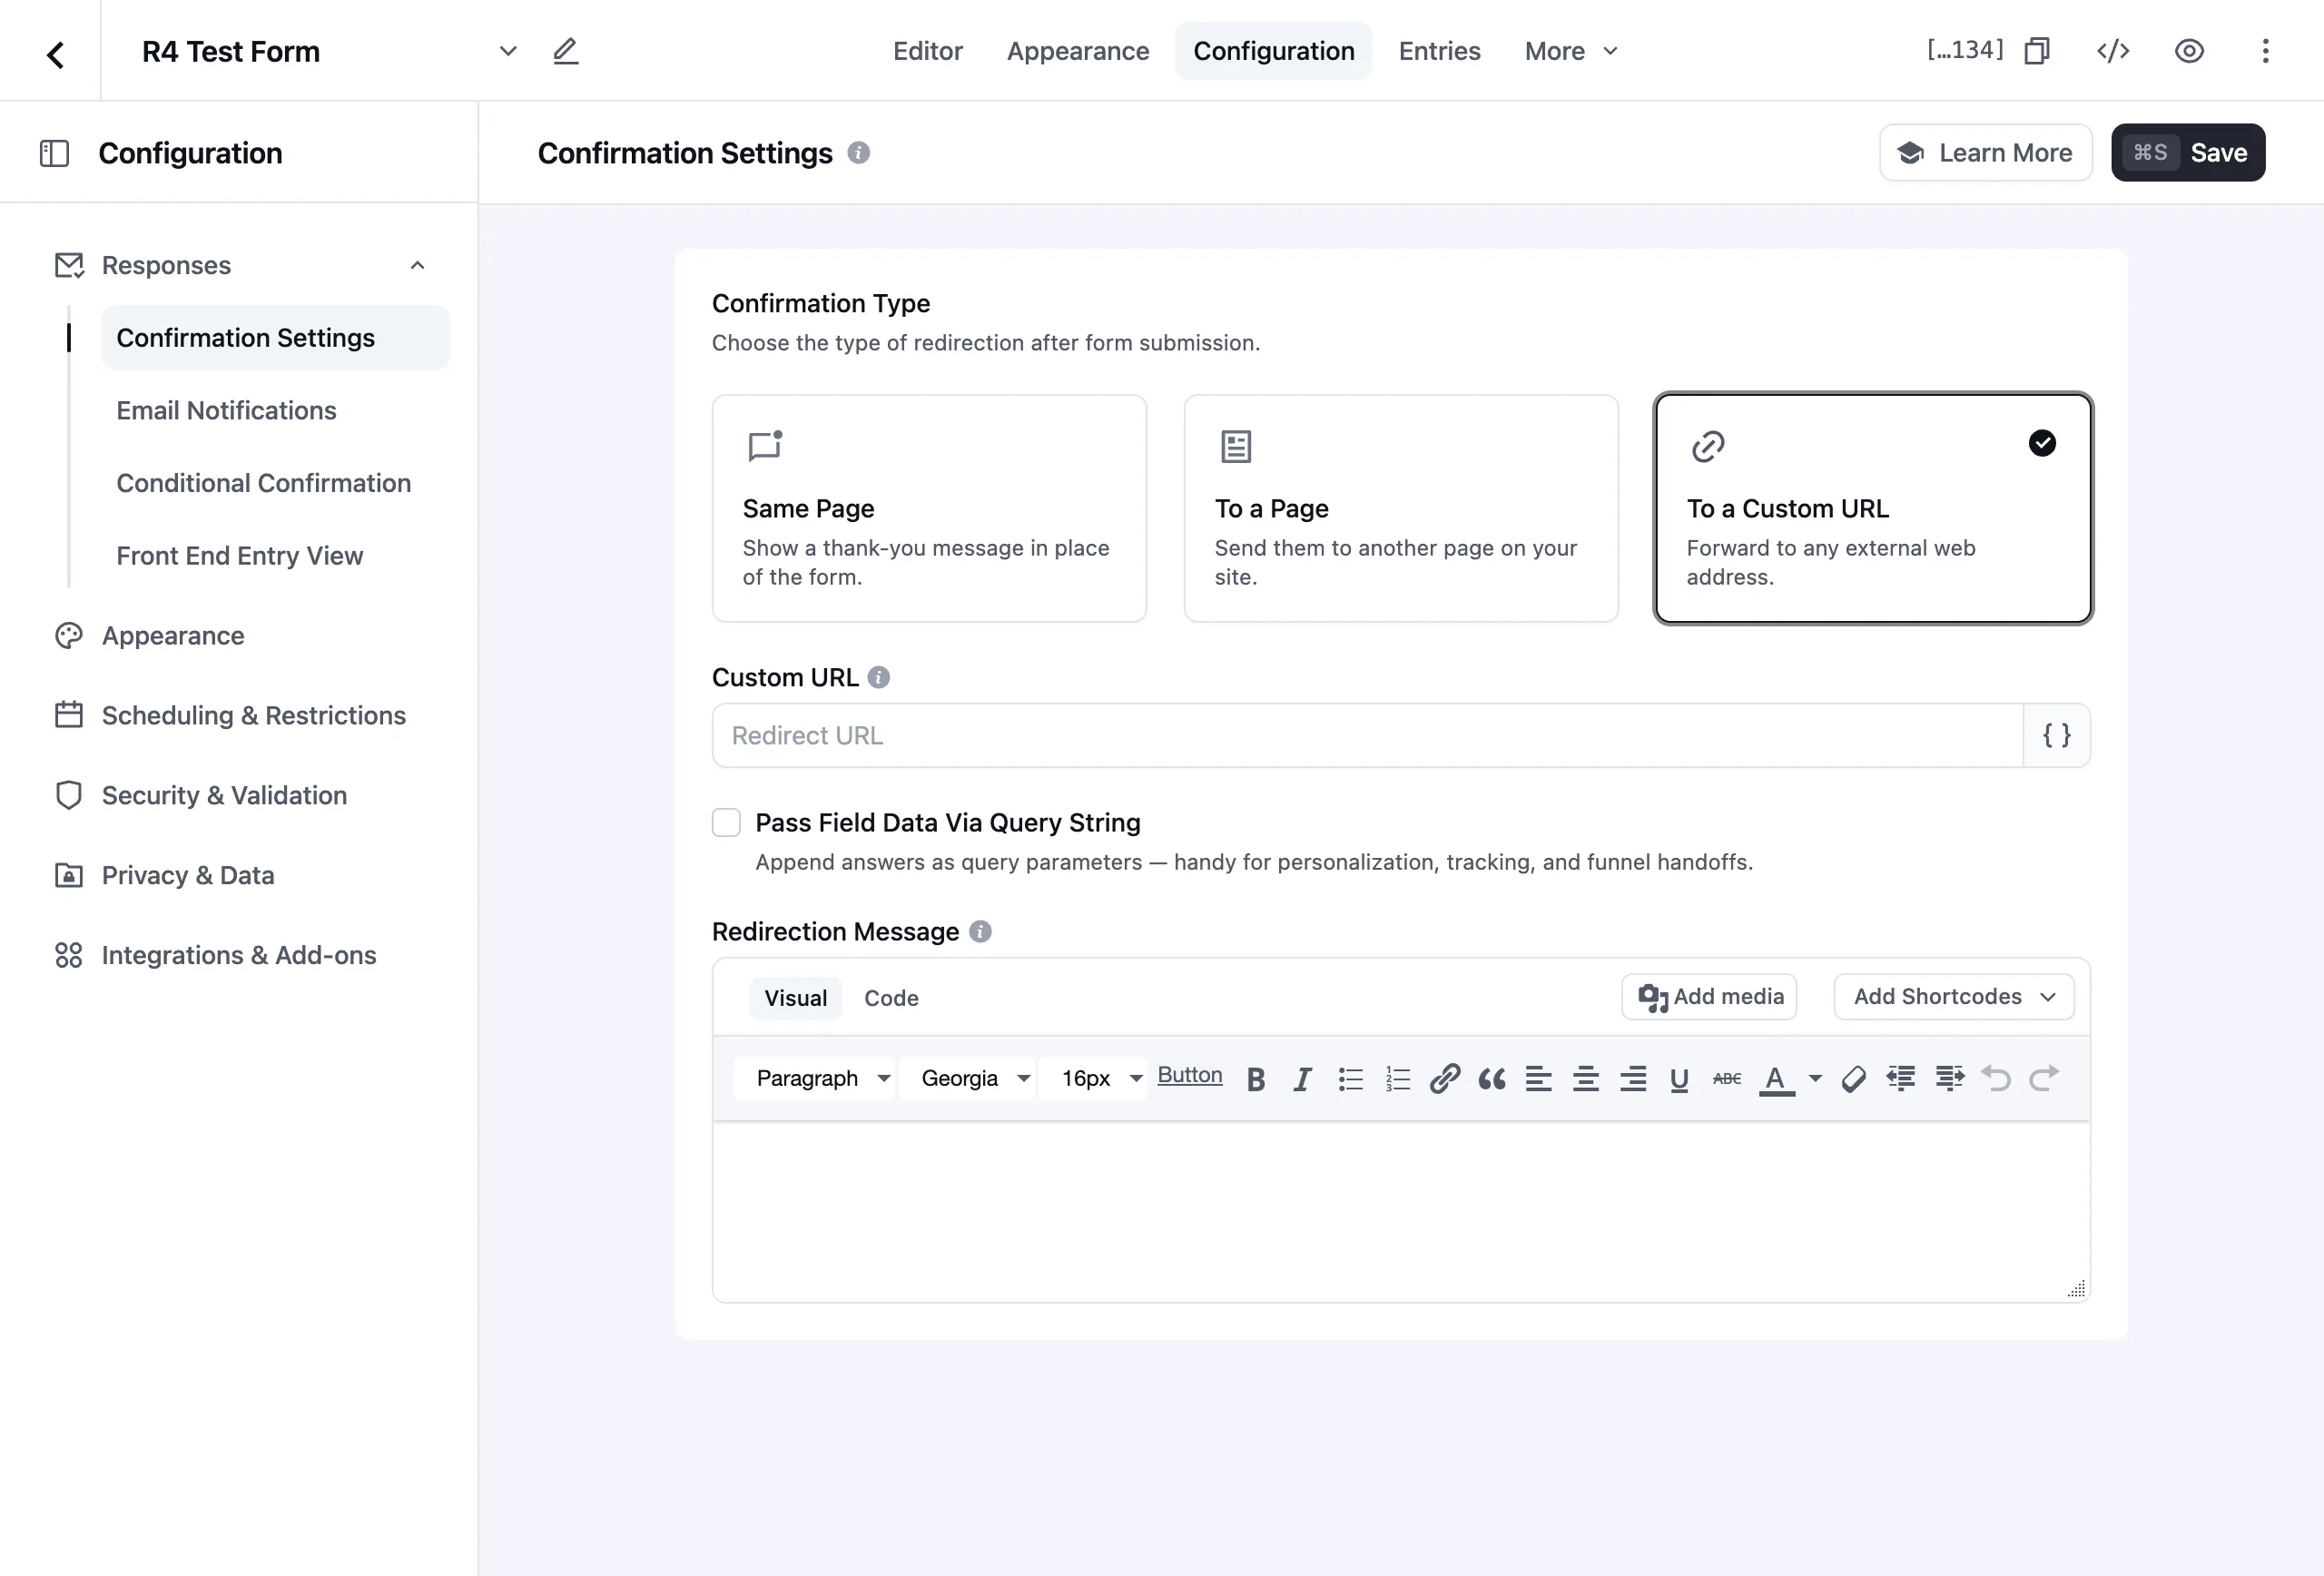 R4 Test Form
Editor
Appearance
Configuration
Entries
More
[…134]
</>
Configuration
Confirmation Settings
Learn More
⌘S
Save
Responses
Confirmation Settings
Email Notifications
Conditional Confirmation
Front End Entry View
Appearance
Scheduling & Restrictions
Security & Validation
Privacy & Data
Integrations & Add-ons
Confirmation Type
Choose the type of redirection after form submission.
Same Page
Show a thank-you message in place
of the form.
To a Page
Send them to another page on your
site.
To a Custom URL
Forward to any external web
address.
Custom URL
Redirect URL
{ }
Pass Field Data Via Query String
Append answers as query parameters — handy for personalization, tracking, and funnel handoffs.
Redirection Message
Visual
Code
Add media
Add Shortcodes
Paragraph
Georgia
16px
Button
B
I
U
ABC
A